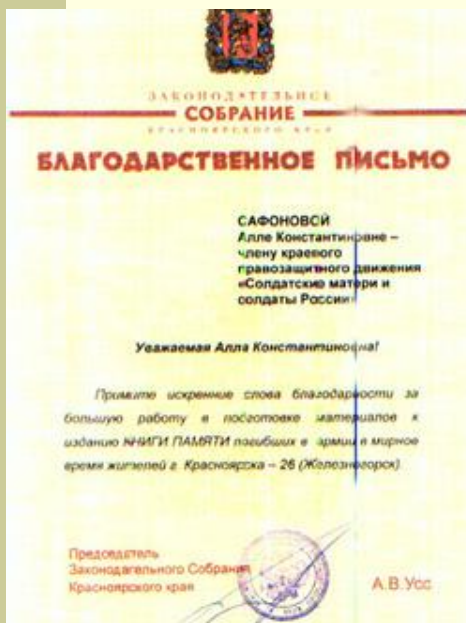 ЗАКОНОДАТЕЛЬНОЕ
СОБРАНИЕ
КРАСНОЯРСКОГО КРАЯ
БЛАГОДАРСТВЕННОЕ ПИСЬМО
САФОНОВОЙ
Алле Константиновне –
члену краевого
правозащитного движения
«Солдатские матери и
солдаты России»
Уважаемая Алла Константиновна!
Примите искренние слова благодарности за
большую работу в подготовке материалов к
изданию КНИГИ ПАМЯТИ погибших в армии в мирное
время жителей г. Красноярска – 26 (Железногорск).
Председатель
Законодательного Собрания
Красноярского края
А.В.Усс